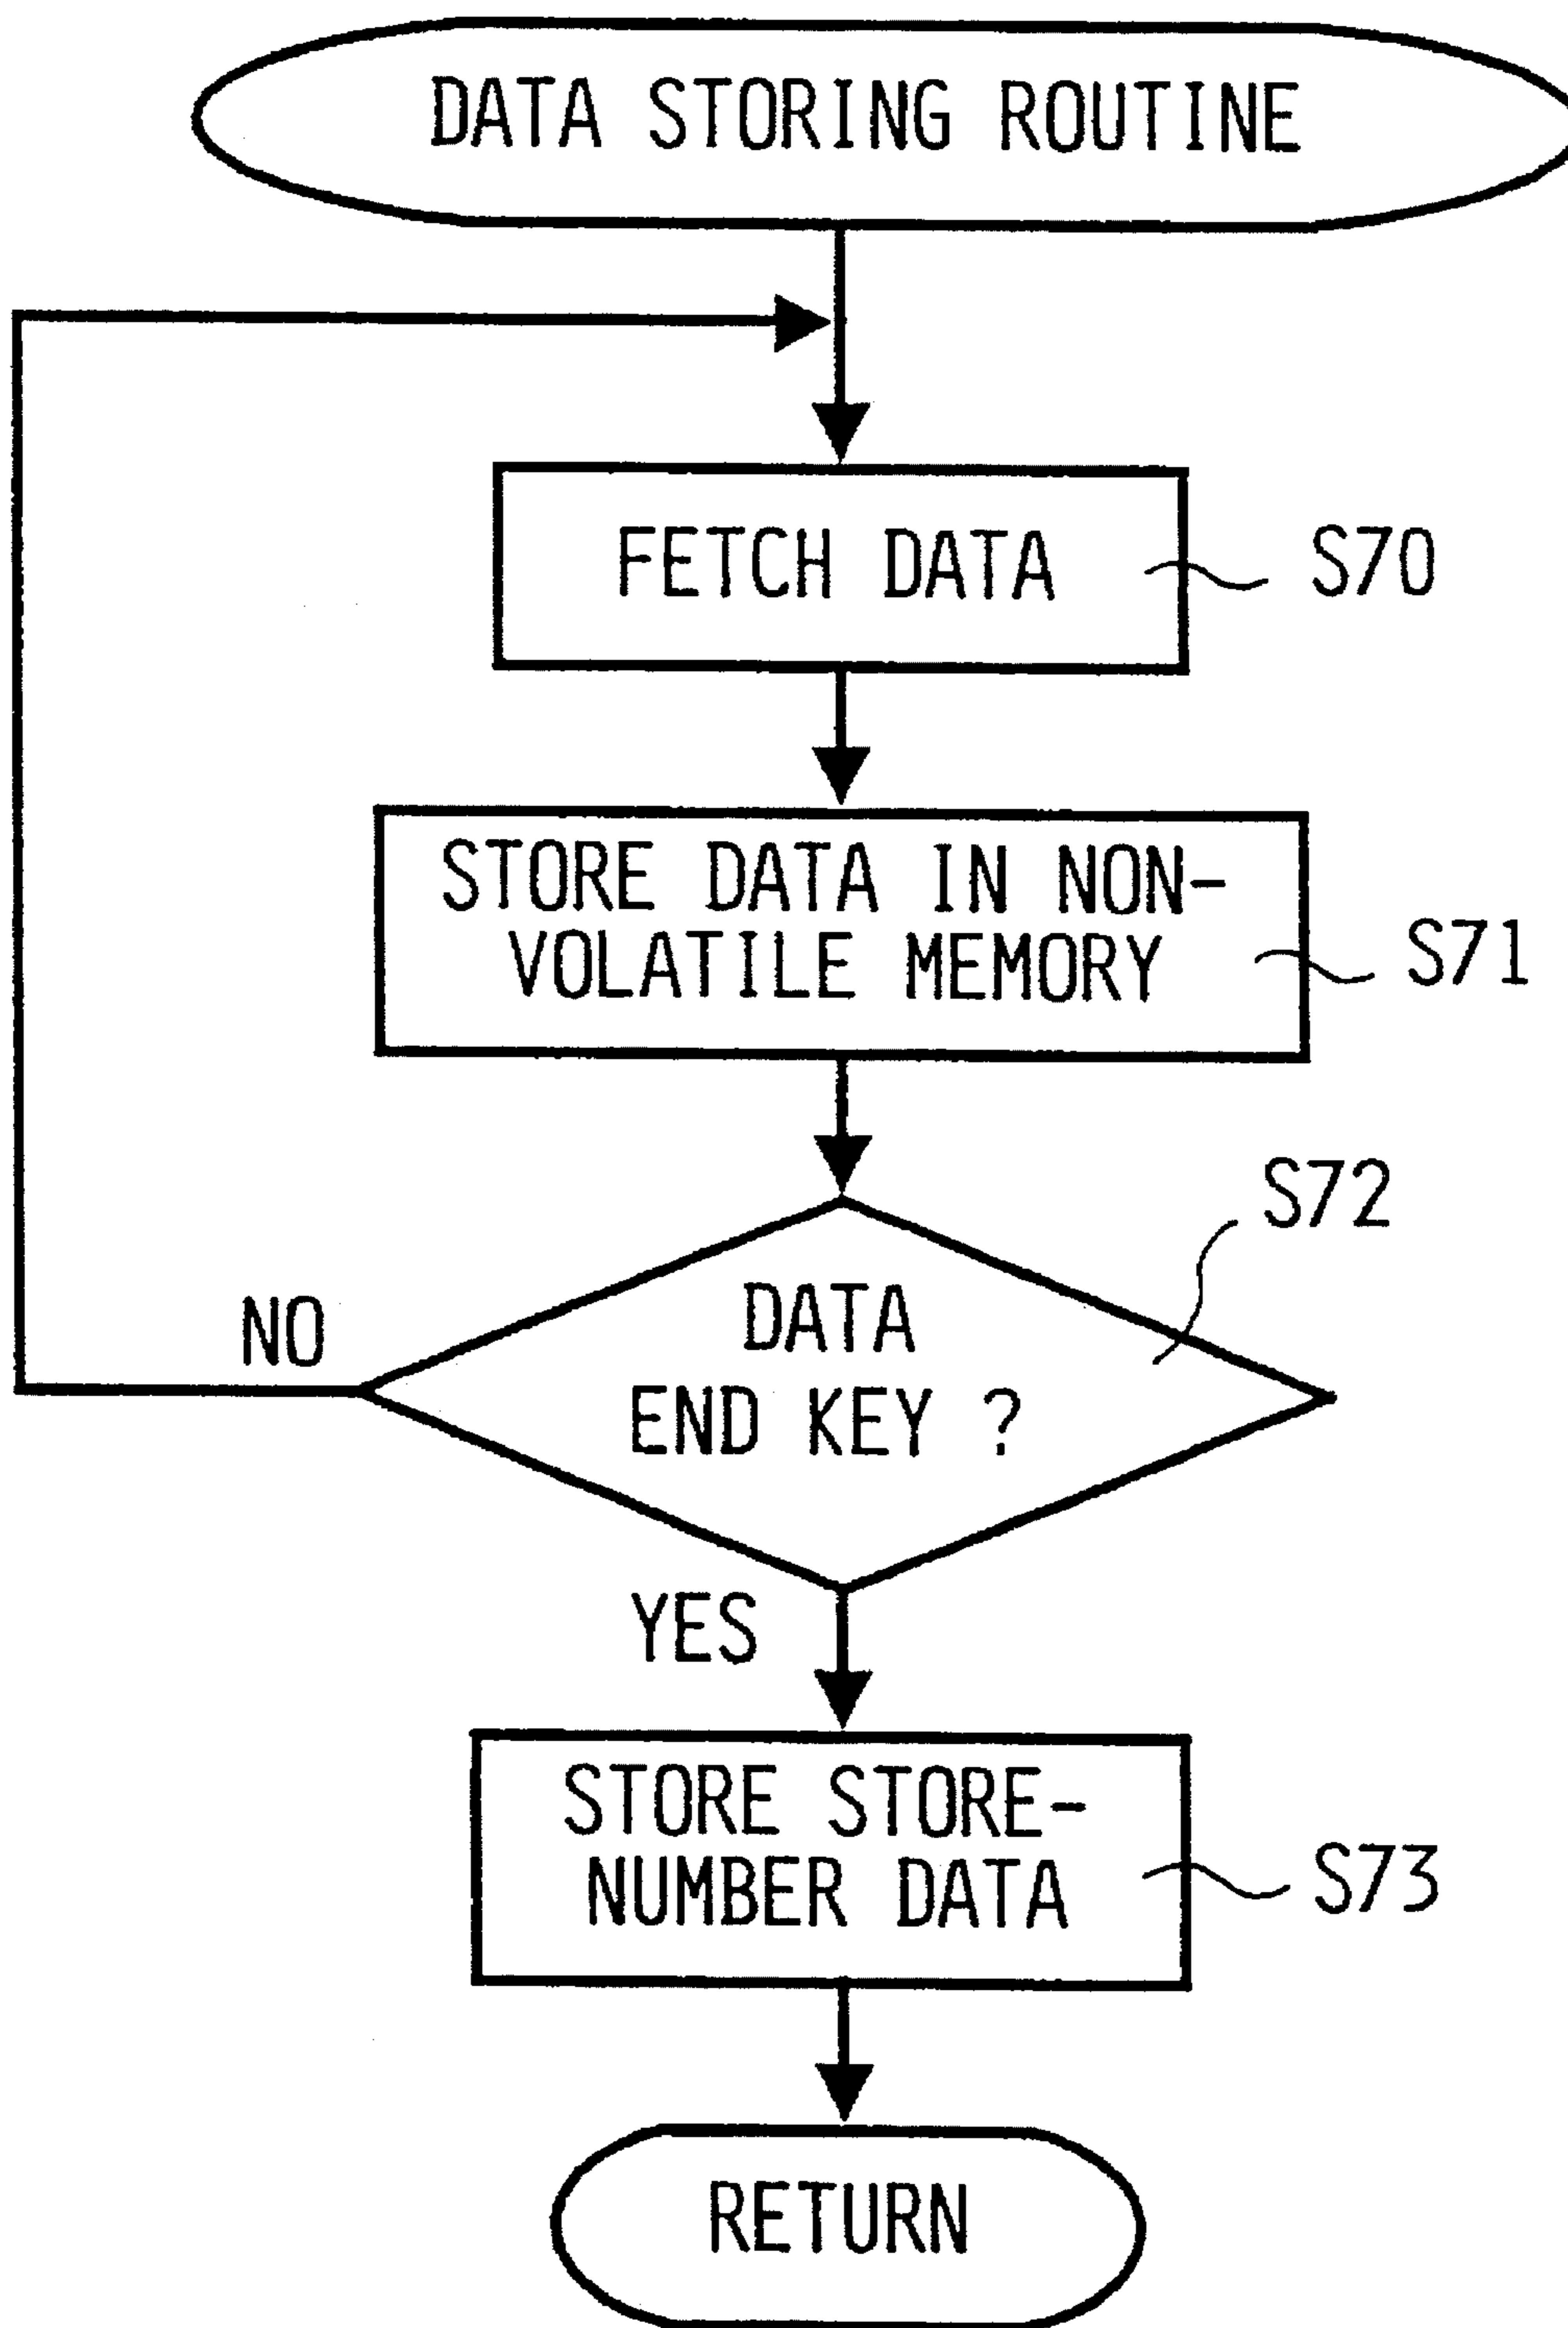 DATA STORING ROUTINE
FETCH DATA
S70
STORE DATA IN NON-
VOLATILE MEMORY
S71
S72
DATA
END KEY ?
NO
YES
STORE STORE-
NUMBER DATA
S73
RETURN